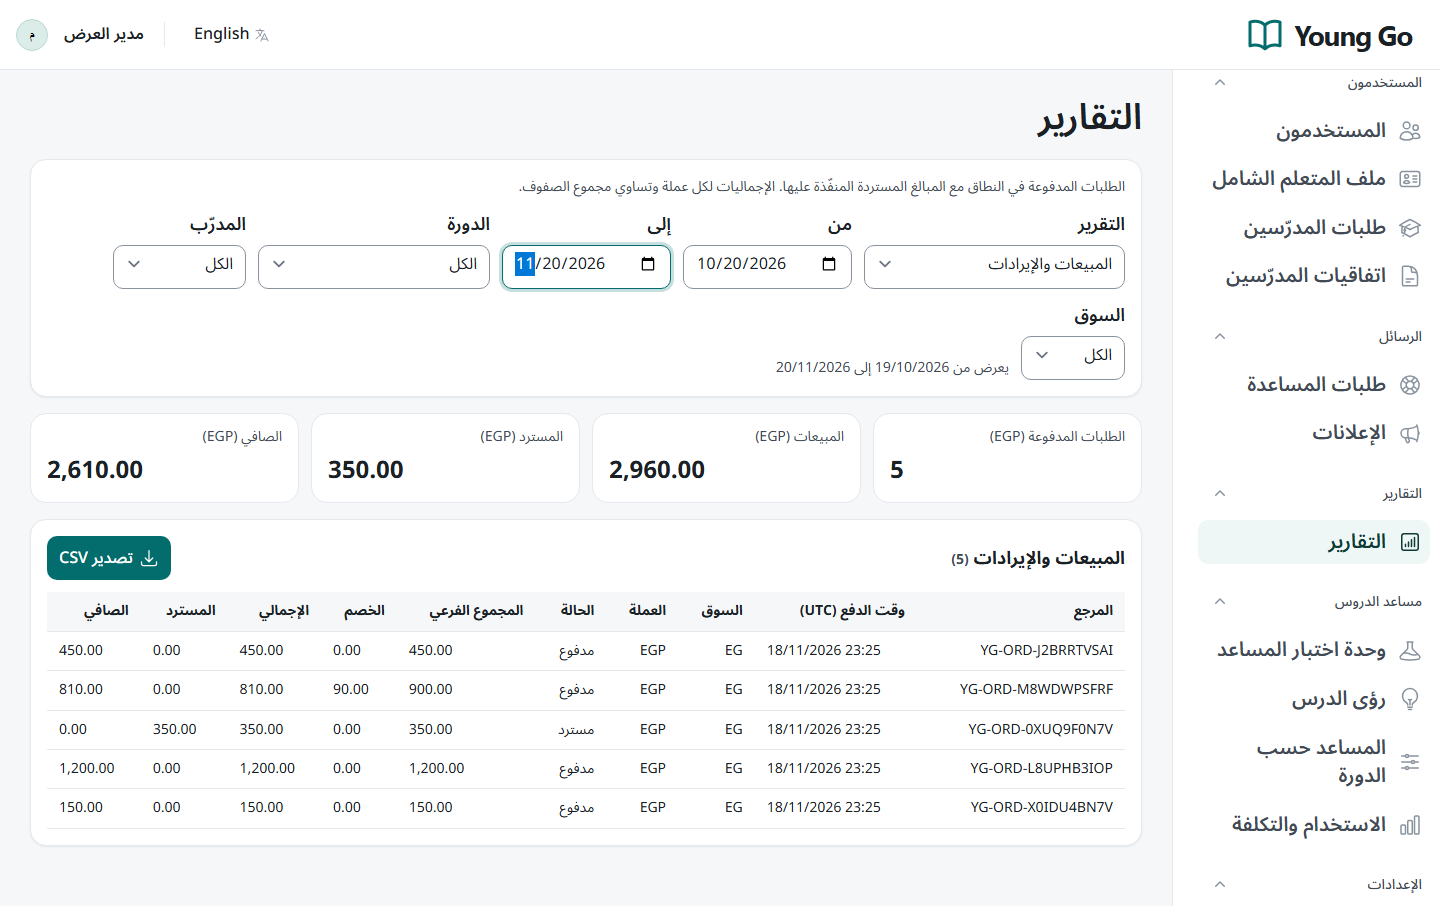 Young Go
English
مدير العرض
م
المستخدمون
المستخدمون
ملف المتعلم الشامل
طلبات المدرّسين
اتفاقيات المدرّسين
الرسائل
طلبات المساعدة
الإعلانات
التقارير
التقارير
مساعد الدروس
وحدة اختبار المساعد
رؤى الدرس
المساعد حسب
الدورة
الاستخدام والتكلفة
الإعدادات
التقارير
الطلبات المدفوعة في النطاق مع المبالغ المستردة المنفّذة عليها. الإجماليات لكل عملة وتساوي مجموع الصفوف.
التقرير من إلى الدورة المدرّب
المبيعات والإيرادات 10/20/2026 11/20/2026 الكل الكل
السوق
الكل
يعرض من 19/10/2026 إلى 20/11/2026
الطلبات المدفوعة (EGP) المبيعات (EGP) المسترد (EGP) الصافي (EGP)
5 2,960.00 350.00 2,610.00
المبيعات والإيرادات (5)
تصدير CSV
المرجع وقت الدفع (UTC) السوق العملة الحالة المجموع الفرعي الخصم الإجمالي المسترد الصافي
YG-ORD-J2BRRTVSAI 18/11/2026 23:25 EG EGP مدفوع 450.00 0.00 450.00 0.00 450.00
YG-ORD-M8WDWPSFRF 18/11/2026 23:25 EG EGP مدفوع 900.00 90.00 810.00 0.00 810.00
YG-ORD-0XUQ9F0N7V 18/11/2026 23:25 EG EGP مسترد 350.00 0.00 350.00 350.00 0.00
YG-ORD-L8UPHB3IOP 18/11/2026 23:25 EG EGP مدفوع 1,200.00 0.00 1,200.00 0.00 1,200.00
YG-ORD-X0IDU4BN7V 18/11/2026 23:25 EG EGP مدفوع 150.00 0.00 150.00 0.00 150.00